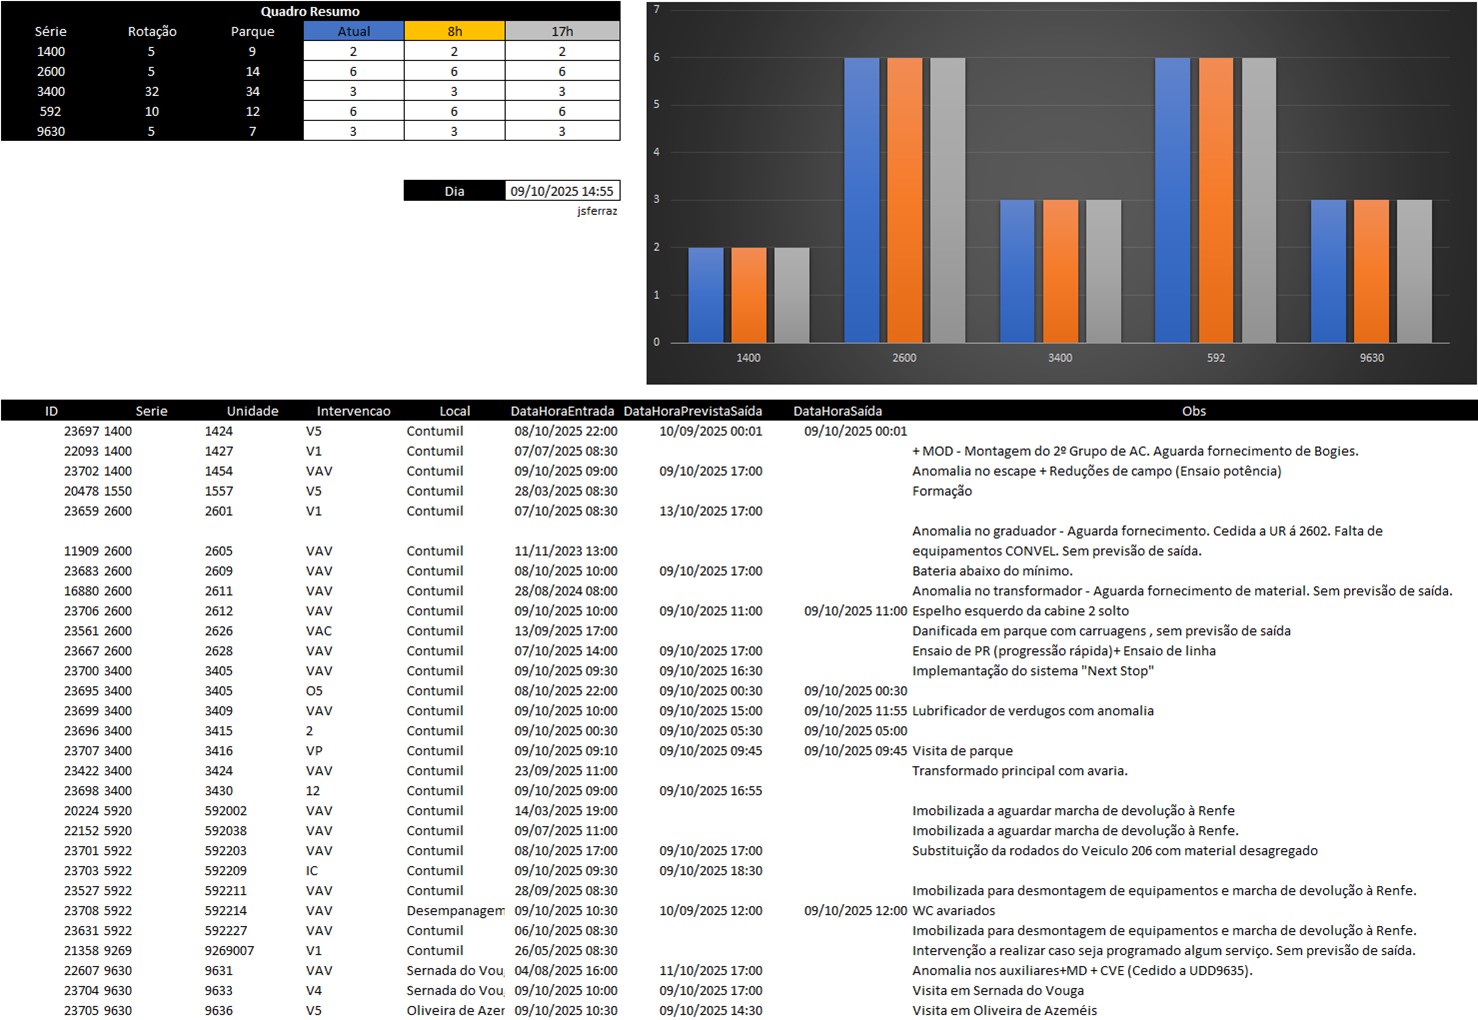 Quadro Resumo
Série Rotação Parque Atual 8h 17h
1400 5 9 2 2 2
2600 5 14 6 6 6
3400 32 34 3 3 3
592 10 12 6 6 6
9630 5 7 3 3 3
Dia 09/10/2025 14:55
jsferraz
7
6
5
4
3
2
1
0
1400 2600 3400 592 9630
ID Serie Unidade Intervencao Local DataHoraEntrada DataHoraPrevistaSaída DataHoraSaída Obs
23697 1400 1424 V5 Contumil 08/10/2025 22:00 10/09/2025 00:01 09/10/2025 00:01
22093 1400 1427 V1 Contumil 07/07/2025 08:30 + MOD - Montagem do 2º Grupo de AC. Aguarda fornecimento de Bogies.
23702 1400 1454 VAV Contumil 09/10/2025 09:00 09/10/2025 17:00 Anomalia no escape + Reduções de campo (Ensaio potência)
20478 1550 1557 V5 Contumil 28/03/2025 08:30 Formação
23659 2600 2601 V1 Contumil 07/10/2025 08:30 13/10/2025 17:00
Anomalia no graduador - Aguarda fornecimento. Cedida a UR á 2602. Falta de
11909 2600 2605 VAV Contumil 11/11/2023 13:00 equipamentos CONVEL. Sem previsão de saída.
23683 2600 2609 VAV Contumil 08/10/2025 10:00 09/10/2025 17:00 Bateria abaixo do mínimo.
16880 2600 2611 VAV Contumil 28/08/2024 08:00 Anomalia no transformador - Aguarda fornecimento de material. Sem previsão de saída.
23706 2600 2612 VAV Contumil 09/10/2025 10:00 09/10/2025 11:00 09/10/2025 11:00 Espelho esquerdo da cabine 2 solto
23561 2600 2626 VAC Contumil 13/09/2025 17:00 Danificada em parque com carruagens , sem previsão de saída
23667 2600 2628 VAV Contumil 07/10/2025 14:00 09/10/2025 17:00 Ensaio de PR (progressão rápida)+ Ensaio de linha
23700 3400 3405 VAV Contumil 09/10/2025 09:30 09/10/2025 16:30 Implemantação do sistema "Next Stop"
23695 3400 3405 O5 Contumil 08/10/2025 22:00 09/10/2025 00:30 09/10/2025 00:30
23699 3400 3409 VAV Contumil 09/10/2025 10:00 09/10/2025 15:00 09/10/2025 11:55 Lubrificador de verdugos com anomalia
23696 3400 3415 2 Contumil 09/10/2025 00:30 09/10/2025 05:30 09/10/2025 05:00
23707 3400 3416 VP Contumil 09/10/2025 09:10 09/10/2025 09:45 09/10/2025 09:45 Visita de parque
23422 3400 3424 VAV Contumil 23/09/2025 11:00 Transformado principal com avaria.
23698 3400 3430 12 Contumil 09/10/2025 09:00 09/10/2025 16:55
20224 5920 592002 VAV Contumil 14/03/2025 19:00 Imobilizada a aguardar marcha de devolução à Renfe
22152 5920 592038 VAV Contumil 09/07/2025 11:00 Imobilizada a aguardar marcha de devolução à Renfe.
23701 5922 592203 VAV Contumil 08/10/2025 17:00 09/10/2025 17:00 Substituição da rodados do Veiculo 206 com material desagregado
23703 5922 592209 IC Contumil 09/10/2025 09:30 09/10/2025 18:30
23527 5922 592211 VAV Contumil 28/09/2025 08:30 Imobilizada para desmontagem de equipamentos e marcha de devolução à Renfe.
23708 5922 592214 VAV Desempanagem 09/10/2025 10:30 10/09/2025 12:00 09/10/2025 12:00 WC avariados
23631 5922 592227 VAV Contumil 06/10/2025 08:30 Imobilizada para desmontagem de equipamentos e marcha de devolução à Renfe.
21358 9269 9269007 V1 Contumil 26/05/2025 08:30 Intervenção a realizar caso seja programado algum serviço. Sem previsão de saída.
22607 9630 9631 VAV Sernada do Voug 04/08/2025 16:00 11/10/2025 17:00 Anomalia nos auxiliares+MD + CVE (Cedido a UDD9635).
23704 9630 9633 V4 Sernada do Voug 09/10/2025 10:00 09/10/2025 17:00 Visita em Sernada do Vouga
23705 9630 9636 V5 Oliveira de Azer 09/10/2025 10:30 09/10/2025 14:30 Visita em Oliveira de Azeméis